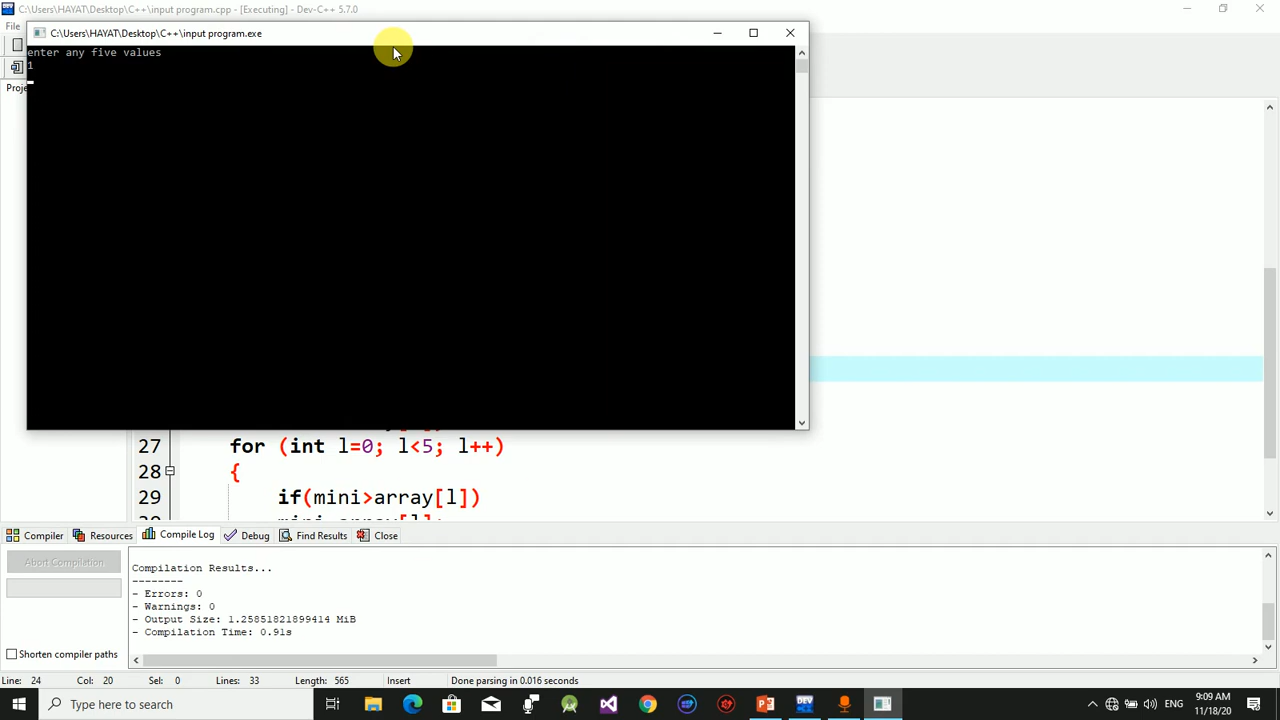 C:\Users\HAYAT\Desktop\C++\input program.cpp - [Executing] - Dev-C++ 5.7.0
File
C:\Users\HAYAT\Desktop\C++\input program.exe
enter any five values
1
Proje
27 for (int l=0; l<5; l++)
28 {
29 if(mini>array[l])
Compiler Resources Compile Log Debug Find Results Close
Abort Compilation
Compilation Results...
--------
- Errors: 0
- Warnings: 0
- Output Size: 1.25851821899414 MiB
- Compilation Time: 0.91s
Shorten compiler paths
Line: 24 Col: 20 Sel: 0 Lines: 33 Length: 565 Insert Done parsing in 0.016 seconds
Type here to search
DEV
ENG
9:09 AM
11/18/20